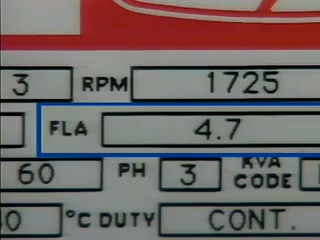 3 RPM 1725
FLA 4.7
60 PH 3 KVA CODE
°C DUTY CONT.